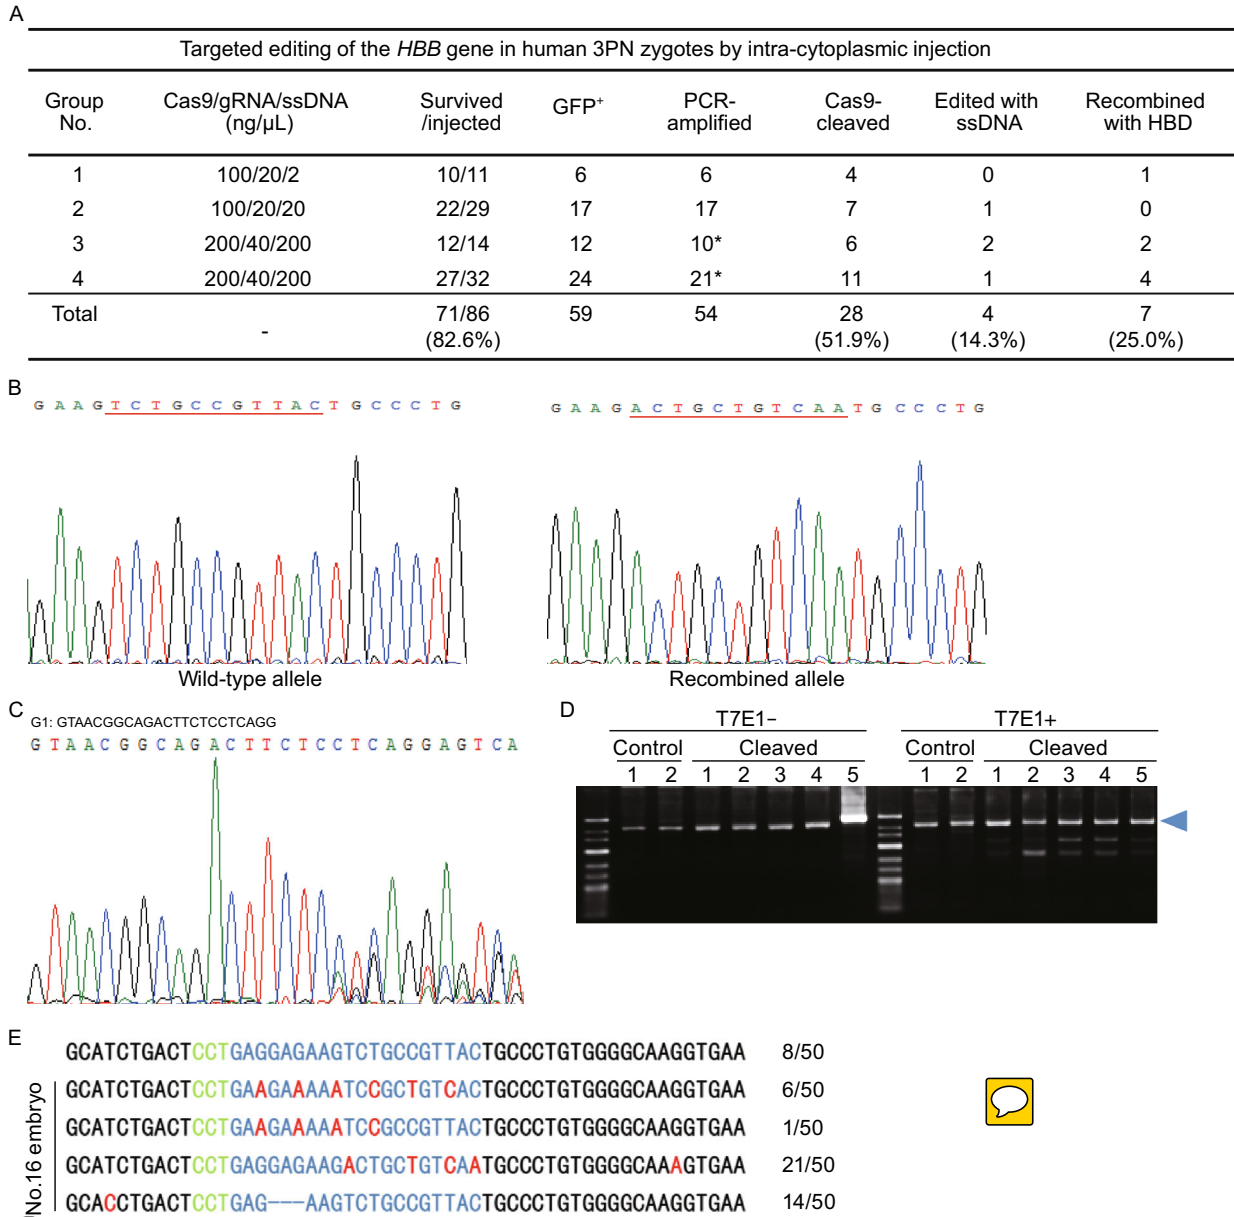 A
Targeted editing of the HBB gene in human 3PN zygotes by intra-cytoplasmic injection
Group No. Cas9/gRNA/ssDNA (ng/µL) Survived /injected GFP+ PCR-amplified Cas9-cleaved Edited with ssDNA Recombined with HBD
1 100/20/2 10/11 6 6 4 0 1
2 100/20/20 22/29 17 17 7 1 0
3 200/40/200 12/14 12 10* 6 2 2
4 200/40/200 27/32 24 21* 11 1 4
Total - 71/86 (82.6%) 59 54 28 (51.9%) 4 (14.3%) 7 (25.0%)
B
G A A G T C T G C C G T T A C T G C C C T G
G A A G A C T G C T G T C A A T G C C C T G
Wild-type allele
Recombined allele
C
G1: GTAACGGCAGACTTCTCCTCAGG
G T A A C G G C A G A C T T C T C C T C A G G A G T C A
D
T7E1− T7E1+
Control Cleaved Control Cleaved
1 2 1 2 3 4 5 1 2 1 2 3 4 5
E
GCATCTGACTCCTGAGGAGAAGTCTGCCGTTACTGCCCTGTGGGGCAAGGTGAA 8/50
No.16 embryo
GCATCTGACTCCTGAAGAAAAATCCGCTGTCACTGCCCTGTGGGGCAAGGTGAA 6/50
GCATCTGACTCCTGAAGAAAAATCCGCCGTTACTGCCCTGTGGGGCAAGGTGAA 1/50
GCATCTGACTCCTGAGGAGAAGACTGCTGTCAATGCCCTGTGGGGCAAAGTGAA 21/50
GCACCTGACTCCTGAG---AAGTCTGCCGTTACTGCCCTGTGGGGCAAGGTGAA 14/50